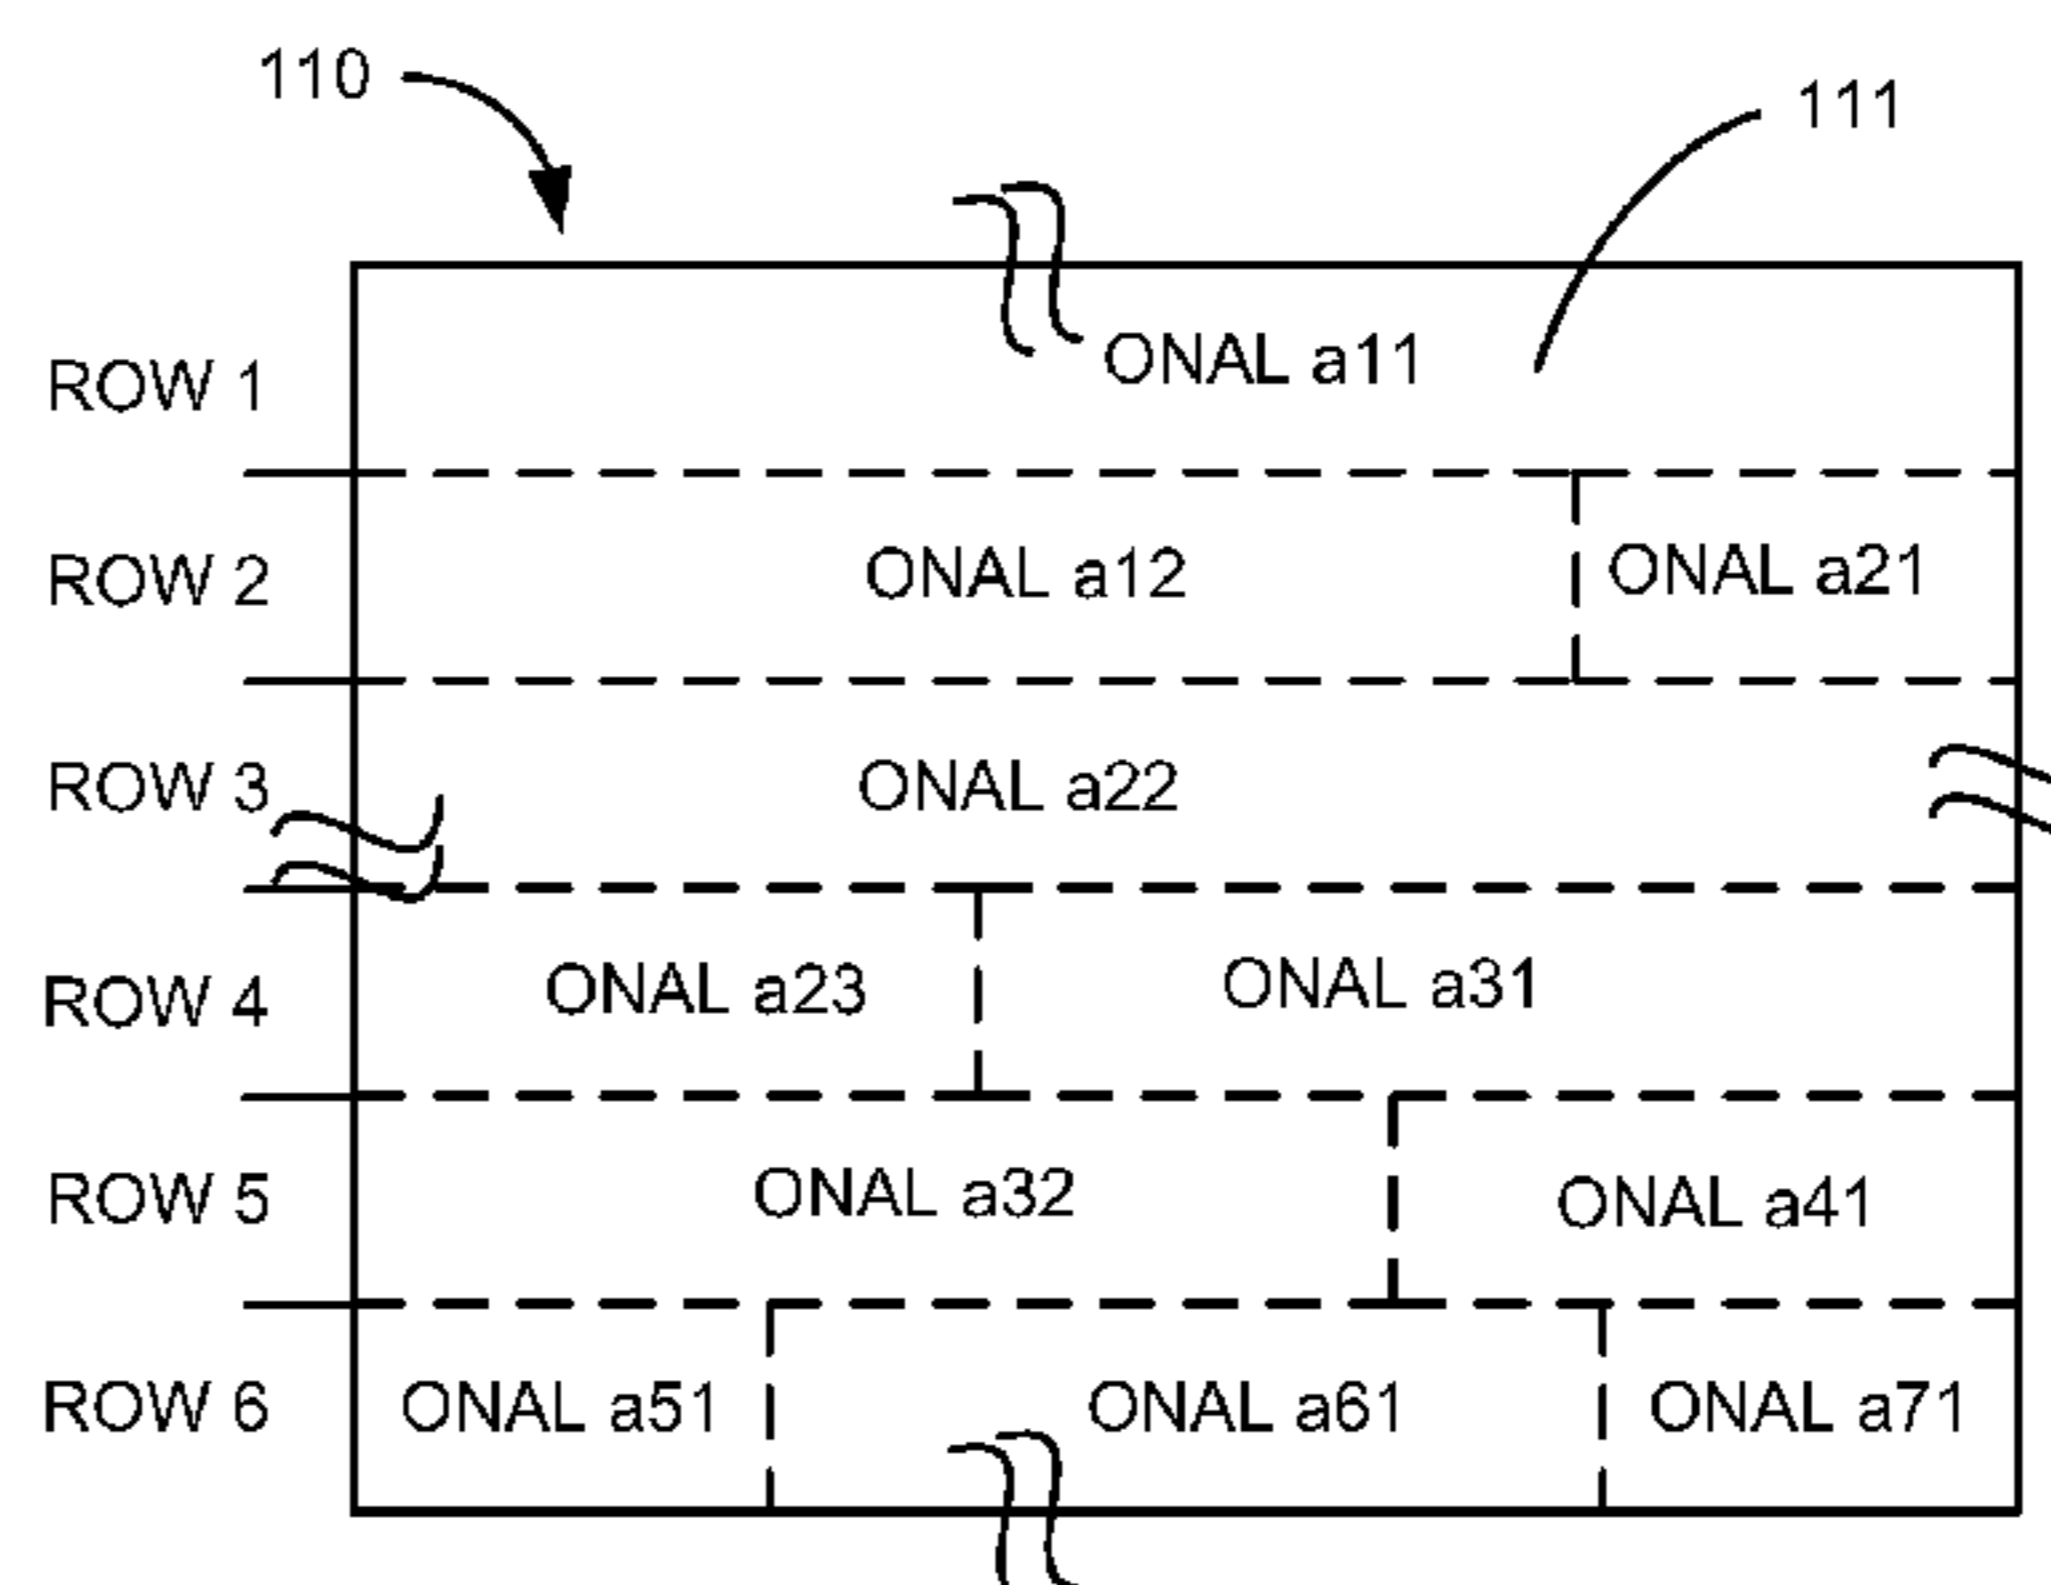 110
111
ROW 1
ONAL a11
ROW 2
ONAL a12
ONAL a21
ROW 3
ONAL a22
ROW 4
ONAL a23
ONAL a31
ROW 5
ONAL a32
ONAL a41
ROW 6
ONAL a51
ONAL a61
ONAL a71